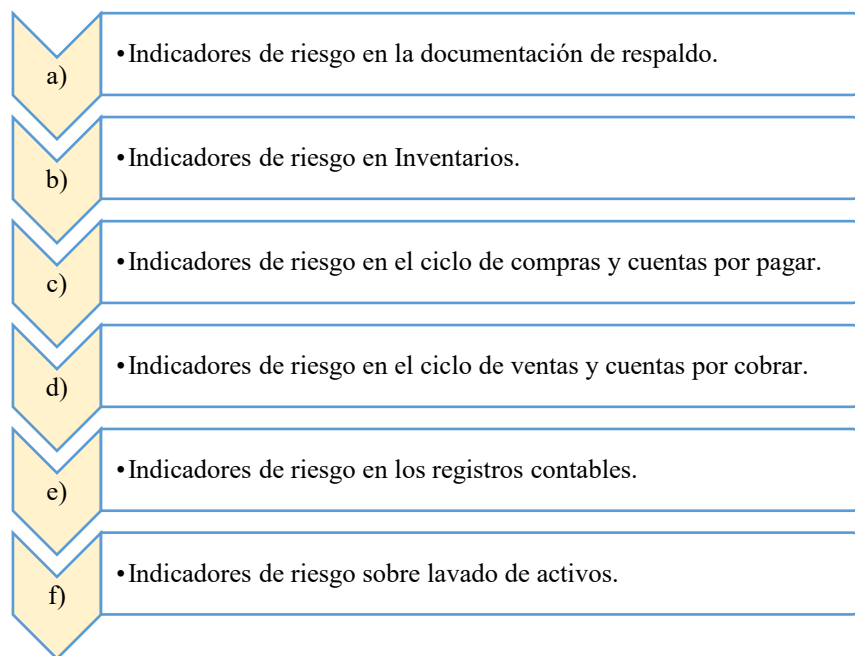 a)
•Indicadores de riesgo en la documentación de respaldo.
b)
•Indicadores de riesgo en Inventarios.
c)
•Indicadores de riesgo en el ciclo de compras y cuentas por pagar.
d)
•Indicadores de riesgo en el ciclo de ventas y cuentas por cobrar.
e)
•Indicadores de riesgo en los registros contables.
f)
•Indicadores de riesgo sobre lavado de activos.